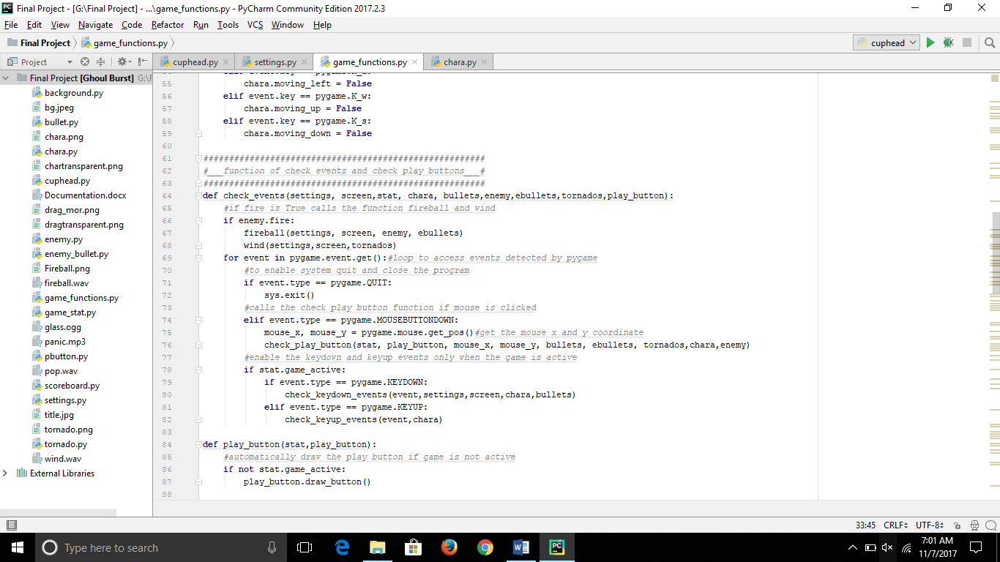 Final Project - [G:\Final Project] - ...\game_functions.py - PyCharm Community Edition 2017.2.3
File Edit View Navigate Code Refactor Run Tools VCS Window Help
Final Project game_functions.py cuphead
Project
cuphead.py settings.py game_functions.py chara.py
Final Project [Ghoul Burst]
background.py
bg.jpeg
bullet.py
chara.png
chara.py
chartransparent.png
cuphead.py
Documentation.docx
drag_mor.png
dragtransparent.png
enemy.py
enemy_bullet.py
Fireball.png
fireball.wav
game_functions.py
game_stat.py
glass.ogg
panic.mp3
pbutton.py
pop.wav
scoreboard.py
settings.py
title.jpg
tornado.png
tornado.py
wind.wav
External Libraries
55 chara.moving_left = False
56 elif event.key == pygame.K_w:
57 chara.moving_up = False
58 elif event.key == pygame.K_s:
59 chara.moving_down = False
60
61 #######################################################
62 #___function of check events and check play buttons___#
63 #######################################################
64 def check_events(settings, screen,stat, chara, bullets,enemy,ebullets,tornados,play_button):
65 #if fire is True calls the function fireball and wind
66 if enemy.fire:
67 fireball(settings, screen, enemy, ebullets)
68 wind(settings,screen,tornados)
69 for event in pygame.event.get():#loop to access events detected by pygame
70 #to enable system quit and close the program
71 if event.type == pygame.QUIT:
72 sys.exit()
73 #calls the check play button function if mouse is clicked
74 elif event.type == pygame.MOUSEBUTTONDOWN:
75 mouse_x, mouse_y = pygame.mouse.get_pos()#get the mouse x and y coordinate
76 check_play_button(stat, play_button, mouse_x, mouse_y, bullets, ebullets, tornados,chara,enemy)
77 #enable the keydown and keyup events only when the game is active
78 if stat.game_active:
79 if event.type == pygame.KEYDOWN:
80 check_keydown_events(event,settings,screen,chara,bullets)
81 elif event.type == pygame.KEYUP:
82 check_keyup_events(event,chara)
83
84 def play_button(stat,play_button):
85 #automatically draw the play button if game is not active
86 if not stat.game_active:
87 play_button.draw_button()
88
33:45 CRLF UTF-8
Type here to search
7:01 AM
11/7/2017